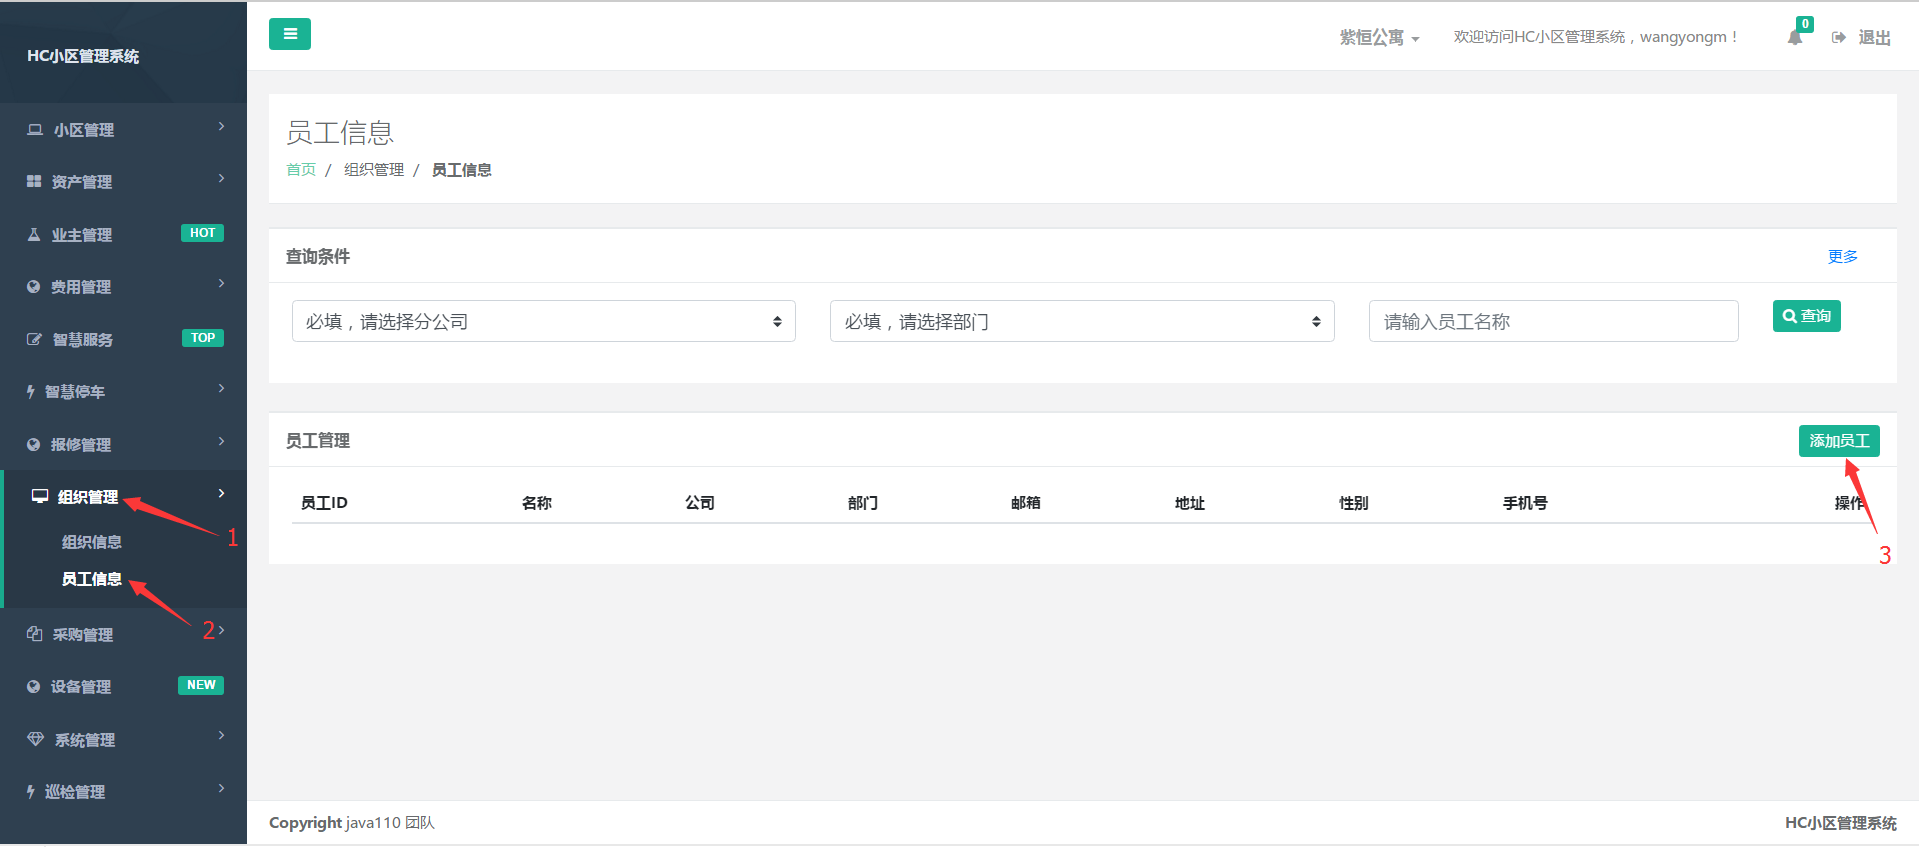 HC小区管理系统
紫恒公寓
欢迎访问HC小区管理系统，wangyongm！
0
退出
小区管理
资产管理
业主管理 HOT
费用管理
智慧服务 TOP
智慧停车
报修管理
组织管理
1
组织信息
员工信息
2
采购管理
设备管理 NEW
系统管理
巡检管理
员工信息
首页 / 组织管理 / 员工信息
查询条件 更多
必填，请选择分公司 必填，请选择部门 请输入员工名称 查询
员工管理 添加员工
员工ID 名称 公司 部门 邮箱 地址 性别 手机号 操作
3
Copyright java110 团队 HC小区管理系统